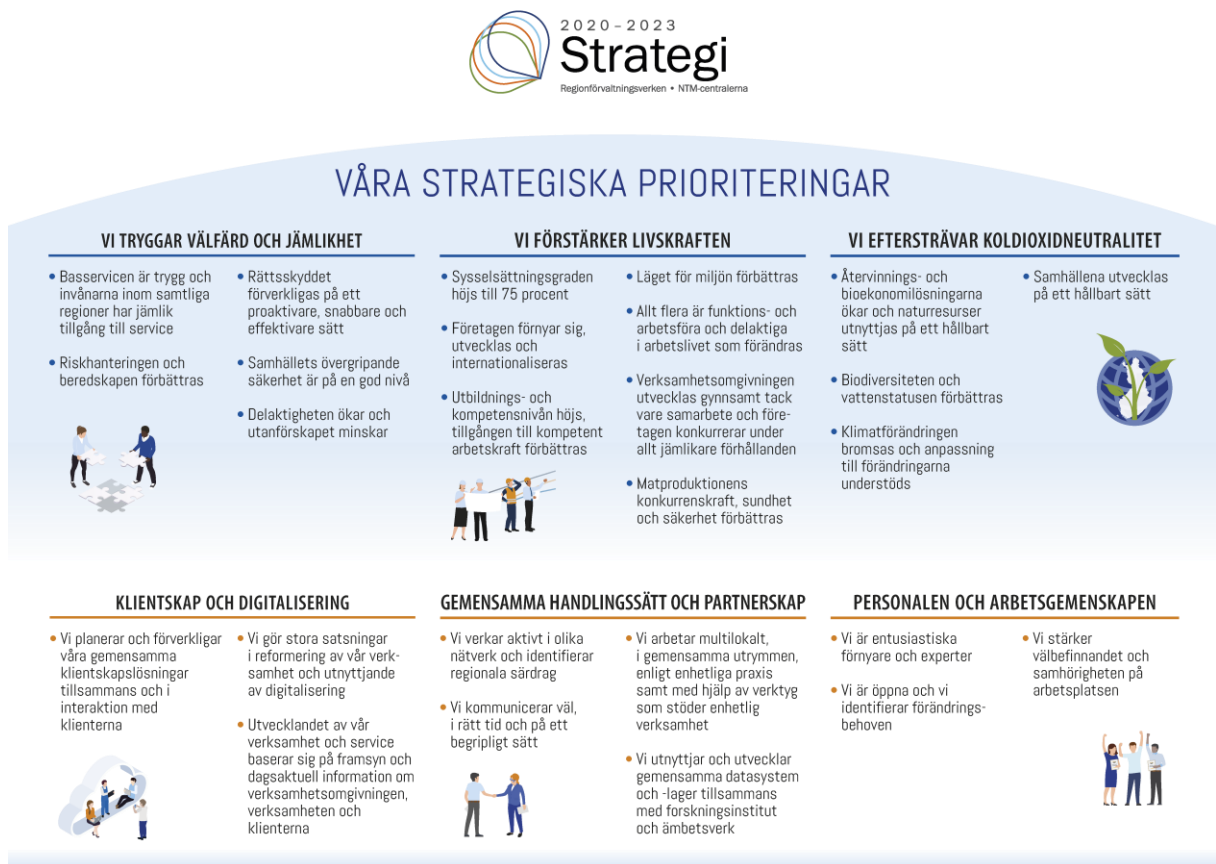 2020–2023
Strategi
Regionförvaltningsverken • NTM-centralerna
VÅRA STRATEGISKA PRIORITERINGAR
VI TRYGGAR VÄLFÄRD OCH JÄMLIKHET
• Basservicen är trygg och
invånarna inom samtliga
regioner har jämlik
tillgång till service
• Riskhanteringen och
beredskapen förbättras
• Rättsskyddet
förverkligas på ett
proaktivare, snabbare och
effektivare sätt
• Samhällets övergripande
säkerhet är på en god nivå
• Delaktigheten ökar och
utanförskapet minskar
VI FÖRSTÄRKER LIVSKRAFTEN
• Sysselsättningsgraden
höjs till 75 procent
• Företagen förnyar sig,
utvecklas och
internationaliseras
• Utbildnings- och
kompetensnivån höjs,
tillgången till kompetent
arbetskraft förbättras
• Läget för miljön förbättras
• Allt flera är funktions- och
arbetsföra och delaktiga
i arbetslivet som förändras
• Verksamhetsomgivningen
utvecklas gynnsamt tack
vare samarbete och före-
tagen konkurrerar under
allt jämlikare förhållanden
• Matproduktionens
konkurrenskraft, sundhet
och säkerhet förbättras
VI EFTERSTRÄVAR KOLDIOXIDNEUTRALITET
• Återvinnings- och
bioekonomilösningarna
ökar och naturresurser
utnyttjas på ett hållbart
sätt
• Biodiversiteten och
vattenstatusen förbättras
• Klimatförändringen
bromsas och anpassning
till förändringarna
understöds
• Samhällena utvecklas
på ett hållbart sätt
KLIENTSKAP OCH DIGITALISERING
• Vi planerar och förverkligar
våra gemensamma
klientskapslösningar
tillsammans och i
interaktion med
klienterna
• Vi gör stora satsningar
i reformering av vår verk-
samhet och utnyttjande
av digitalisering
• Utvecklandet av vår
verksamhet och service
baserar sig på framsyn och
dagsaktuell information om
verksamhetsomgivningen,
verksamheten och
klienterna
GEMENSAMMA HANDLINGSSÄTT OCH PARTNERSKAP
• Vi verkar aktivt i olika
nätverk och identifierar
regionala särdrag
• Vi kommunicerar väl,
i rätt tid och på ett
begripligt sätt
• Vi arbetar multilokalt,
i gemensamma utrymmen,
enligt enhetliga praxis
samt med hjälp av verktyg
som stöder enhetlig
verksamhet
• Vi utnyttjar och utvecklar
gemensamma datasystem
och -lager tillsammans
med forskningsinstitut
och ämbetsverk
PERSONALEN OCH ARBETSGEMENSKAPEN
• Vi är entusiastiska
förnyare och experter
• Vi är öppna och vi
identifierar förändrings-
behoven
• Vi stärker
välbefinnandet och
samhörigheten på
arbetsplatsen